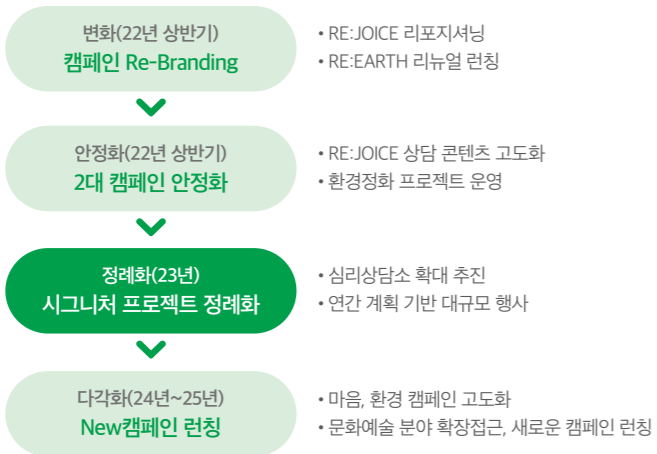 변화(22년 상반기)
캠페인 Re-Branding
• RE:JOICE 리포지셔닝
• RE:EARTH 리뉴얼 런칭
안정화(22년 상반기)
2대 캠페인 안정화
• RE:JOICE 상담 콘텐츠 고도화
• 환경정화 프로젝트 운영
정례화(23년)
시그니처 프로젝트 정례화
• 심리상담소 확대 추진
• 연간 계획 기반 대규모 행사
다각화(24년~25년)
New캠페인 런칭
• 마음, 환경 캠페인 고도화
• 문화예술 분야 확장접근, 새로운 캠페인 런칭